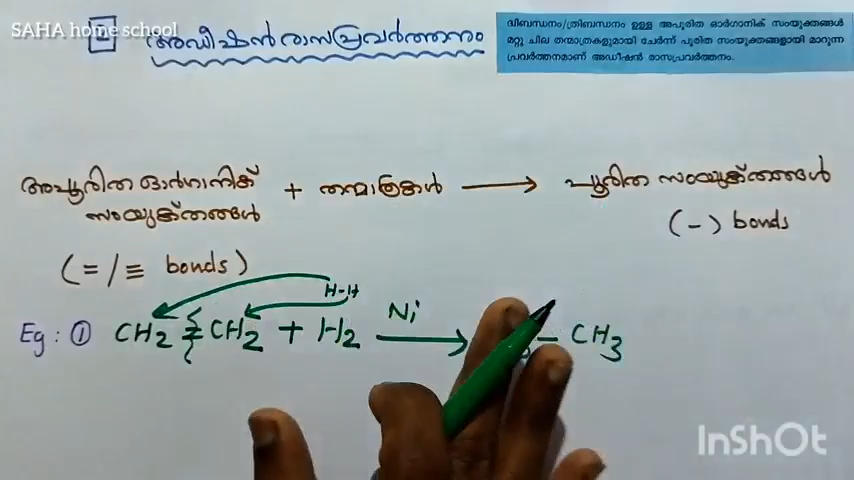 SAHA home school
അഡീഷൻ രാസപ്രവർത്തനം
ദ്വിബന്ധനം/ത്രിബന്ധനം ഉള്ള അപൂരിത ഓർഗാനിക് സംയുക്തങ്ങൾ
മറ്റു ചില തന്മാത്രകളുമായി ചേർന്ന് പൂരിത സംയുക്തങ്ങളായി മാറുന്ന
പ്രവർത്തനമാണ് അഡീഷൻ രാസപ്രവർത്തനം.
അപൂരിത ഓർഗാനിക് സംയുക്തങ്ങൾ + തന്മാത്രകൾ → പൂരിത സംയുക്തങ്ങൾ
(=/≡ bonds) (-) bonds
H-H
Eg: ① CH2 = CH2 + H2 Ni → - CH3
InShot